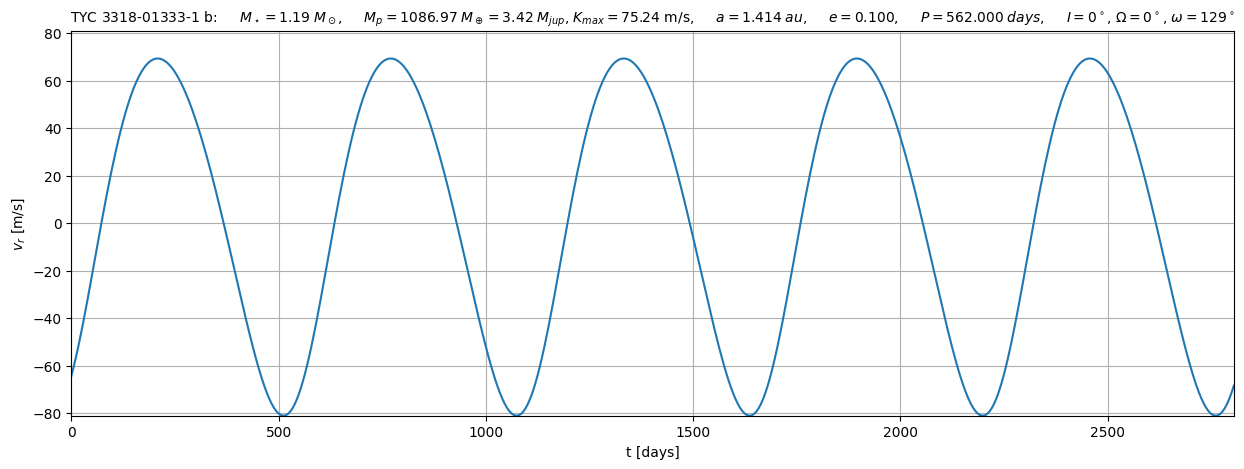 TYC 3318-01333-1 b: M⋆ = 1.19 M⊙, Mp = 1086.97 M⊕ = 3.42 Mjup, Kmax = 75.24 m/s, a = 1.414 au, e = 0.100, P = 562.000 days, I = 0°, Ω = 0°, ω = 129°
80
60
40
20
0
−20
−40
−60
−80
vr [m/s]
0 500 1000 1500 2000 2500
t [days]